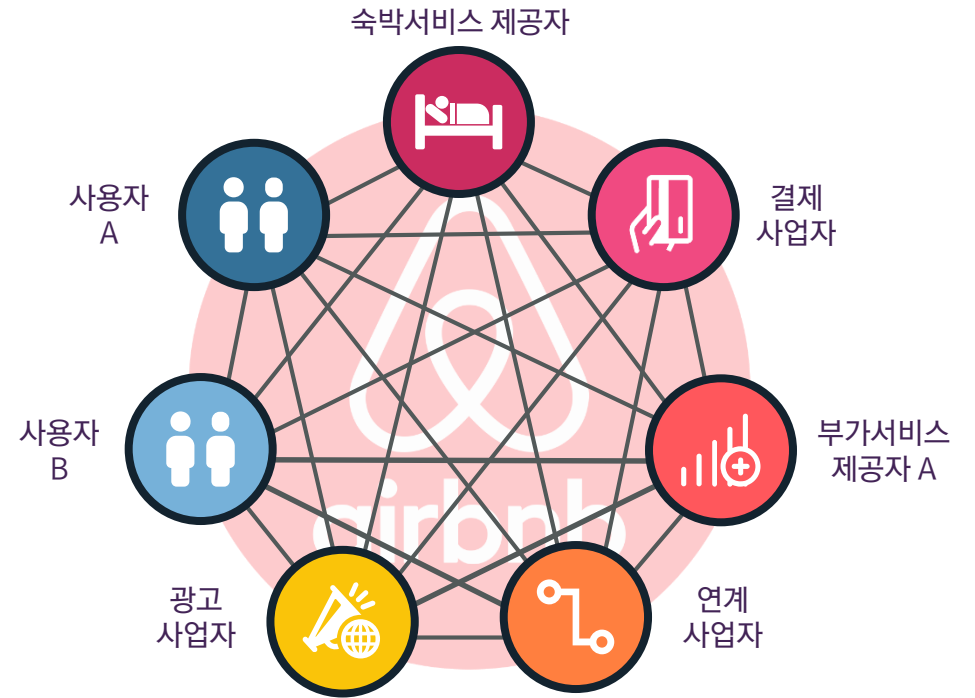 숙박서비스 제공자
사용자
A
결제
사업자
사용자
B
부가서비스
제공자 A
airbnb
광고
사업자
연계
사업자